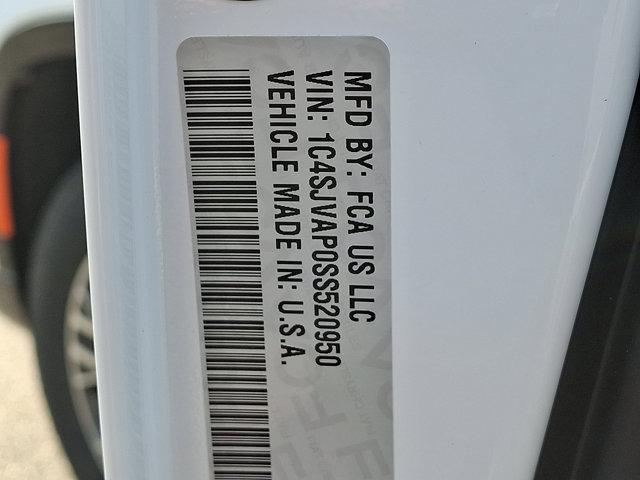 MFD BY: FCA US LLC
VIN: 1C4SJVAP0SS520950
VEHICLE MADE IN: U.S.A.